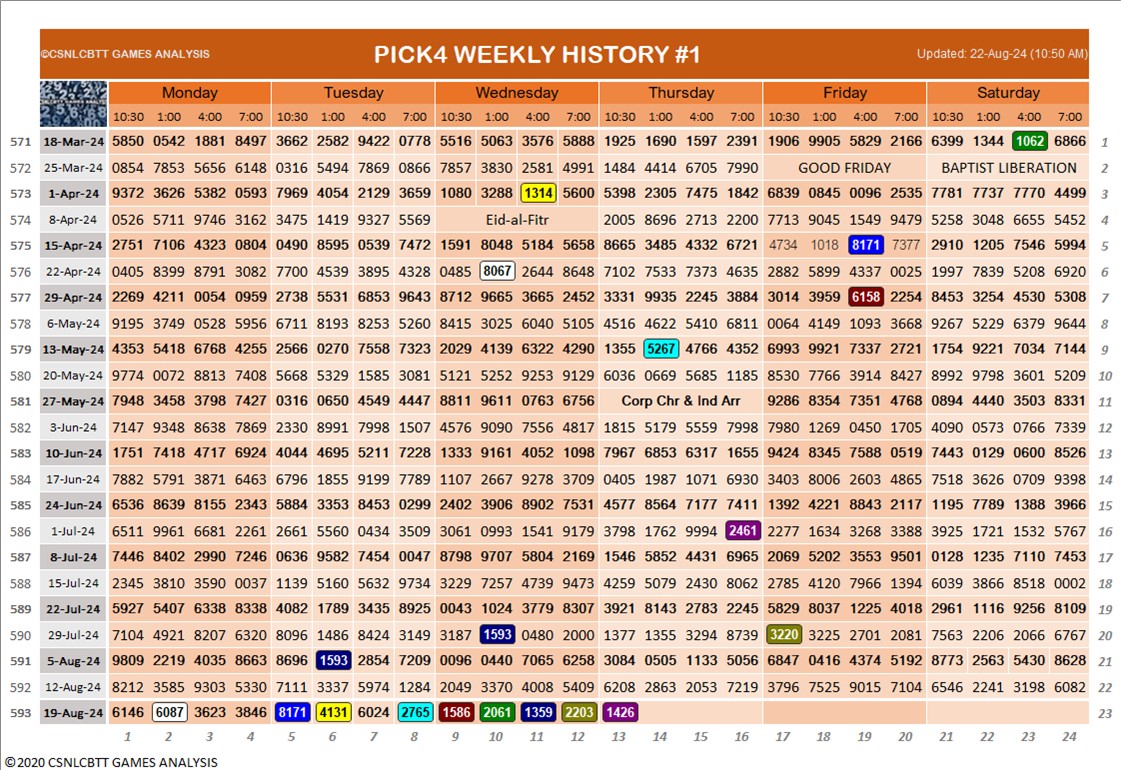 ©CSNLCBTT GAMES ANALYSIS PICK4 WEEKLY HISTORY #1 Updated: 22-Aug-24 (10:50 AM)
Monday Tuesday Wednesday Thursday Friday Saturday
10:30 1:00 4:00 7:00 10:30 1:00 4:00 7:00 10:30 1:00 4:00 7:00 10:30 1:00 4:00 7:00 10:30 1:00 4:00 7:00 10:30 1:00 4:00 7:00
571 18-Mar-24 5850 0542 1881 8497 3662 2582 9422 0778 5516 5063 3576 5888 1925 1690 1597 2391 1906 9905 5829 2166 6399 1344 1062 6866 1
572 25-Mar-24 0854 7853 5656 6148 0316 5494 7869 0866 7857 3830 2581 4991 1484 4414 6705 7990 GOOD FRIDAY BAPTIST LIBERATION 2
573 1-Apr-24 9372 3626 5382 0593 7969 4054 2129 3659 1080 3288 1314 5600 5398 2305 7475 1842 6839 0845 0096 2535 7781 7737 7770 4499 3
574 8-Apr-24 0526 5711 9746 3162 3475 1419 9327 5569 Eid-al-Fitr 2005 8696 2713 2200 7713 9045 1549 9479 5258 3048 6655 5452 4
575 15-Apr-24 2751 7106 4323 0804 0490 8595 0539 7472 1591 8048 5184 5658 8665 3485 4332 6721 4734 1018 8171 7377 2910 1205 7546 5994 5
576 22-Apr-24 0405 8399 8791 3082 7700 4539 3895 4328 0485 8067 2644 8648 7102 7533 7373 4635 2882 5899 4337 0025 1997 7839 5208 6920 6
577 29-Apr-24 2269 4211 0054 0959 2738 5531 6853 9643 8712 9665 3665 2452 3331 9935 2245 3884 3014 3959 6158 2254 8453 3254 4530 5308 7
578 6-May-24 9195 3749 0528 5956 6711 8193 8253 5260 8415 3025 6040 5105 4516 4622 5410 6811 0064 4149 1093 3668 9267 5229 6379 9644 8
579 13-May-24 4353 5418 6768 4255 2566 0270 7558 7323 2029 4139 6322 4290 1355 5267 4766 4352 6993 9921 7337 2721 1754 9221 7034 7144 9
580 20-May-24 9774 0072 8813 7408 5668 5329 1585 3081 5121 5252 9253 9129 6036 0669 5685 1185 8530 7766 3914 8427 8992 9798 3601 5209 10
581 27-May-24 7948 3458 3798 7427 0316 0650 4549 4447 8811 9611 0763 6756 Corp Chr & Ind Arr 9286 8354 7351 4768 0894 4440 3503 8331 11
582 3-Jun-24 7147 9348 8638 7869 2330 8991 7998 1507 4576 9090 7556 4817 1815 5179 5559 7998 7980 1269 0450 1705 4090 0573 0766 7339 12
583 10-Jun-24 1751 7418 4717 6924 4044 4695 5211 7228 1333 9161 4052 1098 7967 6853 6317 1655 9424 8345 7588 0519 7443 0129 0600 8526 13
584 17-Jun-24 7882 5791 3871 6463 6796 1855 9199 7789 1107 2667 9278 3709 0405 1987 1071 6930 3403 8006 2603 4865 7518 3626 0709 9398 14
585 24-Jun-24 6536 8639 8155 2343 5884 3353 8453 0299 2402 3906 8902 7531 4577 8564 7177 7411 1392 4221 8843 2117 1195 7789 1388 3966 15
586 1-Jul-24 6511 9961 6681 2261 2661 5560 0434 3509 3061 0993 1541 9179 3798 1762 9994 2461 2277 1634 3268 3388 3925 1721 1532 5767 16
587 8-Jul-24 7446 8402 2990 7246 0636 9582 7454 0047 8798 9707 5804 2169 1546 5852 4431 6965 2069 5202 3553 9501 0128 1235 7110 7453 17
588 15-Jul-24 2345 3810 3590 0037 1139 5160 5632 9734 3229 7257 4739 9473 4259 5079 2430 8062 2785 4120 7966 1394 6039 3866 8518 0002 18
589 22-Jul-24 5927 5407 6338 8338 4082 1789 3435 8925 0043 1024 3779 8307 3921 8143 2783 2245 5829 8037 1225 4018 2961 1116 9256 8109 19
590 29-Jul-24 7104 4921 8207 6320 8096 1486 8424 3149 3187 1593 0480 2000 1377 1355 3294 8739 3220 3225 2701 2081 7563 2206 2066 6767 20
591 5-Aug-24 9809 2219 4035 8663 8696 1593 2854 7209 0096 0440 7065 6258 3084 0505 1133 5056 6847 0416 4374 5192 8773 2563 5430 8628 21
592 12-Aug-24 8212 3585 9303 5330 7111 3337 5974 1284 2049 3370 4008 5409 6208 2863 2053 7219 3796 7525 9015 7104 6546 2241 3198 6082 22
593 19-Aug-24 6146 6087 3623 3846 8171 4131 6024 2765 1586 2061 1359 2203 1426 23
1 2 3 4 5 6 7 8 9 10 11 12 13 14 15 16 17 18 19 20 21 22 23 24
©2020 CSNLCBTT GAMES ANALYSIS